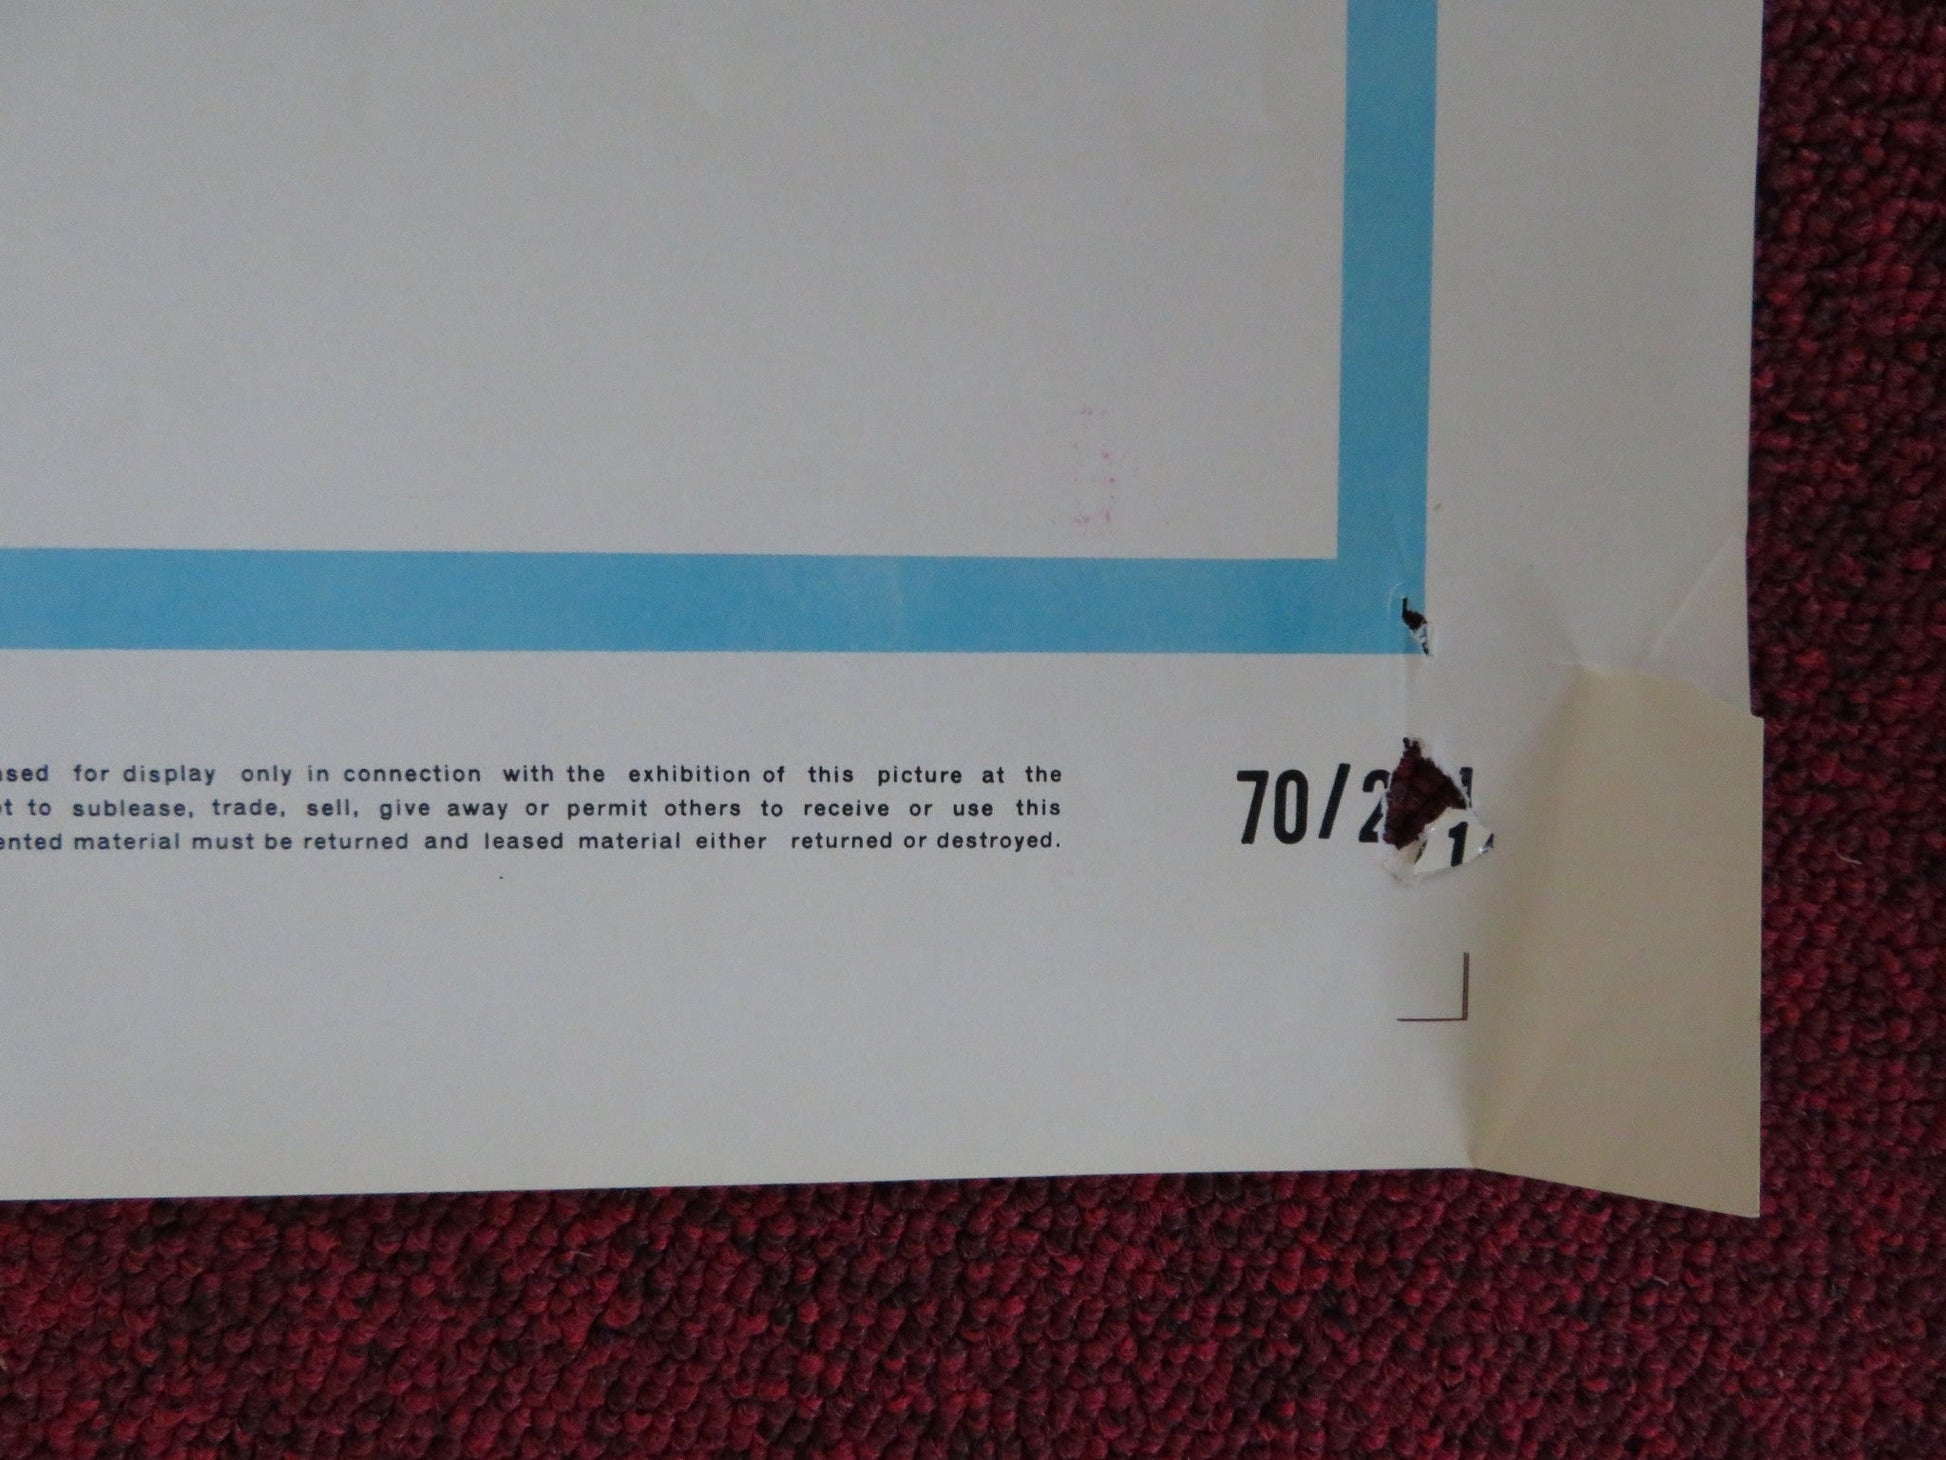 for display only in connection with the exhibition of this picture at the
to sublease, trade, sell, give away or permit others to receive or use this
material must be returned and leased material either returned or destroyed.
70/2